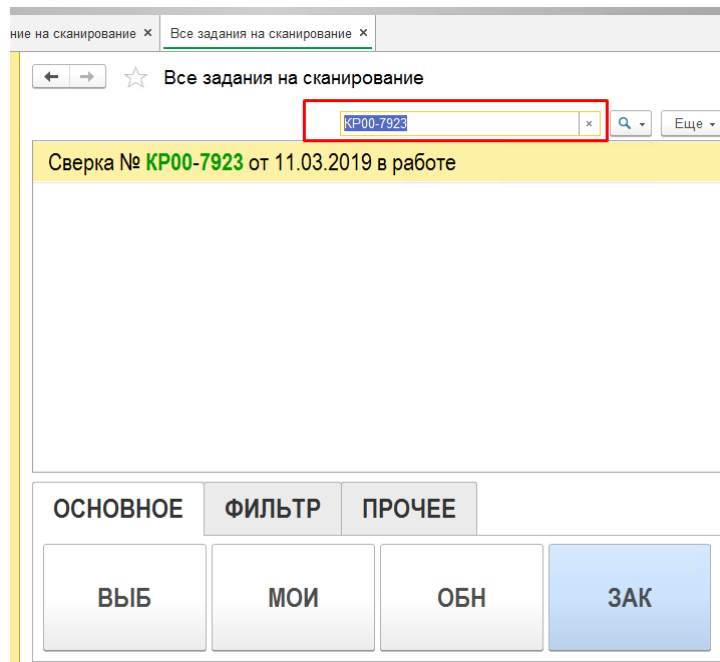 ние на сканирование × Все задания на сканирование ×
Все задания на сканирование
КР00-7923 × Еще
Сверка № КР00-7923 от 11.03.2019 в работе
ОСНОВНОЕ ФИЛЬТР ПРОЧЕЕ
ВЫБ МОИ ОБН ЗАК